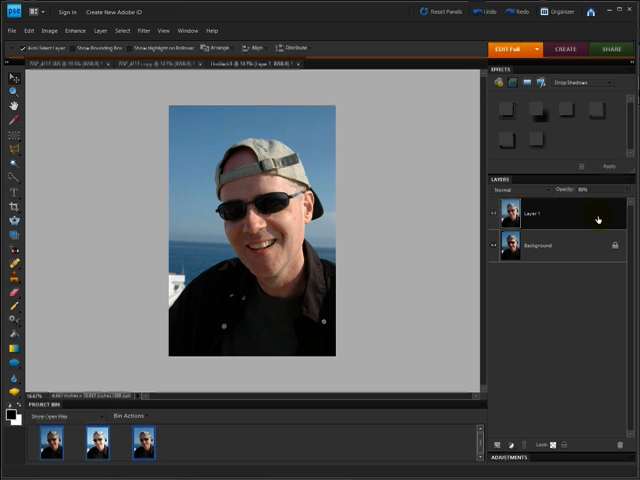 pse
Sign In
Create New Adobe ID
Reset Panels
Undo
Redo
Organizer
File
Edit
Image
Enhance
Layer
Select
Filter
View
Window
Help
Auto Select Layer
Show Bounding Box
Show Highlight on Rollover
Arrange
Align
Distribute
EDIT Full
CREATE
SHARE
EFFECTS
Drop Shadows
Apply
LAYERS
Normal
Opacity:
Layer 1
Background
Lock:
PROJECT BIN
Show Open Files
Bin Actions
ADJUSTMENTS